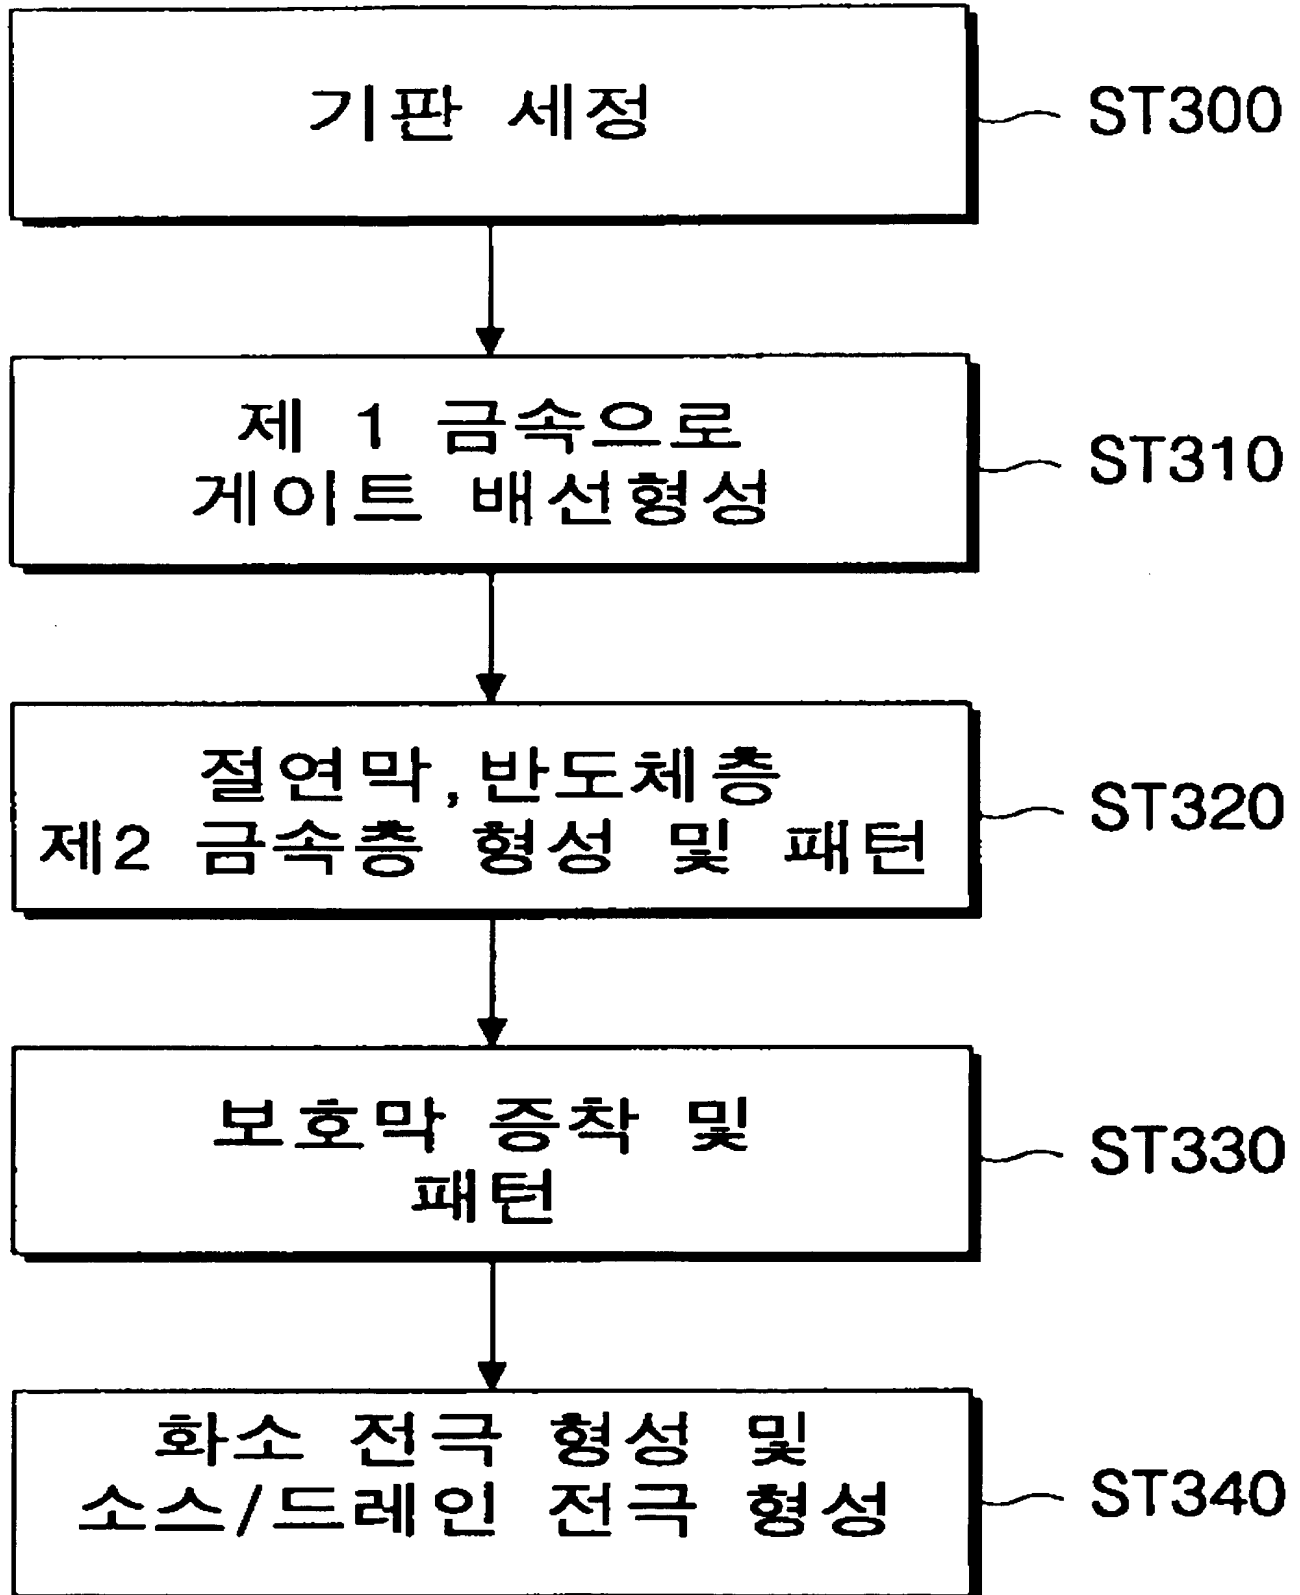 기판 세정
ST300
제 1 금속으로
게이트 배선형성
ST310
절연막,반도체층
제2 금속층 형성 및 패턴
ST320
보호막 증착 및
패턴
ST330
화소 전극 형성 및
소스/드레인 전극 형성
ST340